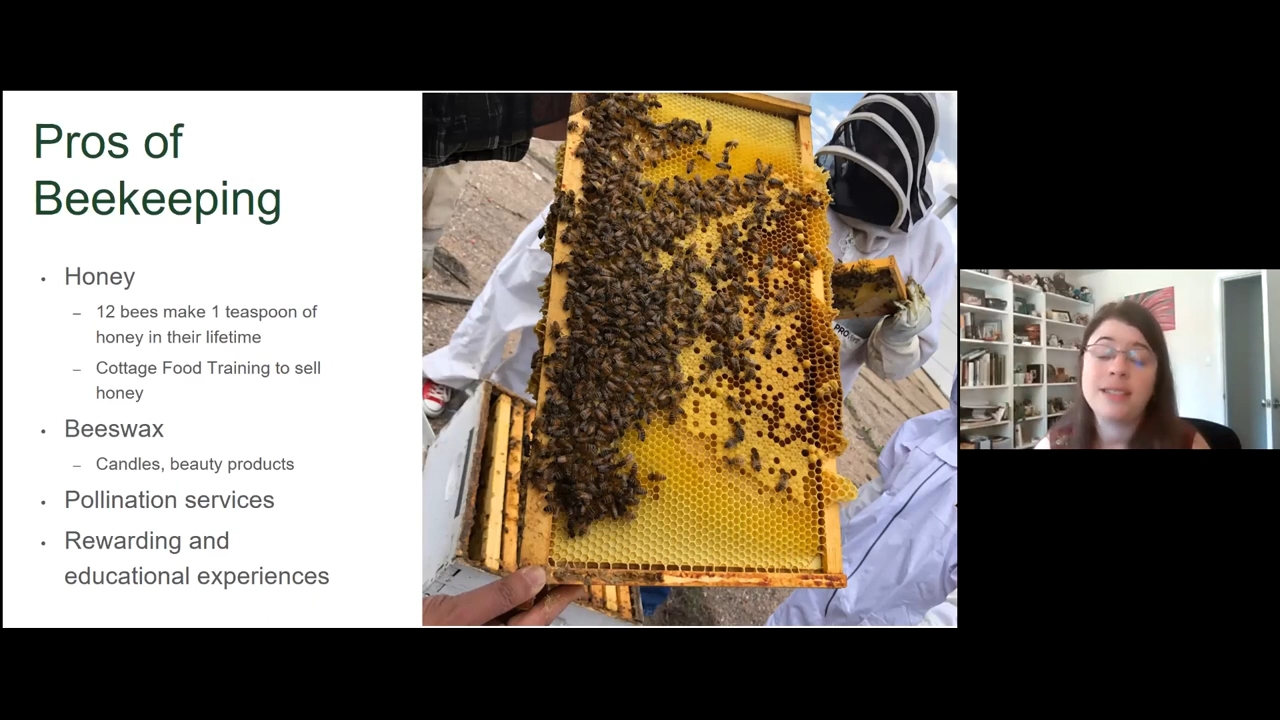 Pros of
Beekeeping
• Honey
– 12 bees make 1 teaspoon of
honey in their lifetime
– Cottage Food Training to sell
honey
• Beeswax
– Candles, beauty products
• Pollination services
• Rewarding and
educational experiences